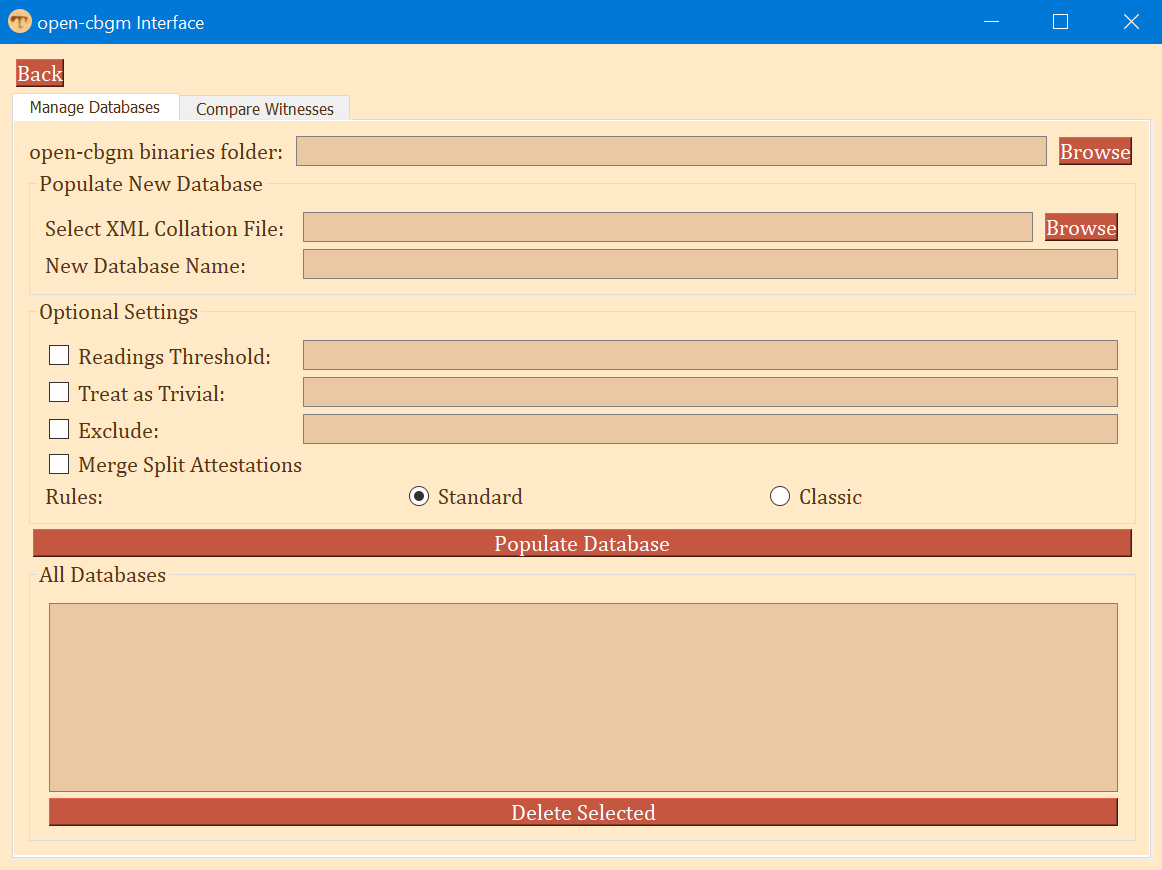 open-cbgm Interface
Back
Manage Databases Compare Witnesses
open-cbgm binaries folder: Browse
Populate New Database
Select XML Collation File: Browse
New Database Name:
Optional Settings
Readings Threshold:
Treat as Trivial:
Exclude:
Merge Split Attestations
Rules: Standard Classic
Populate Database
All Databases
Delete Selected